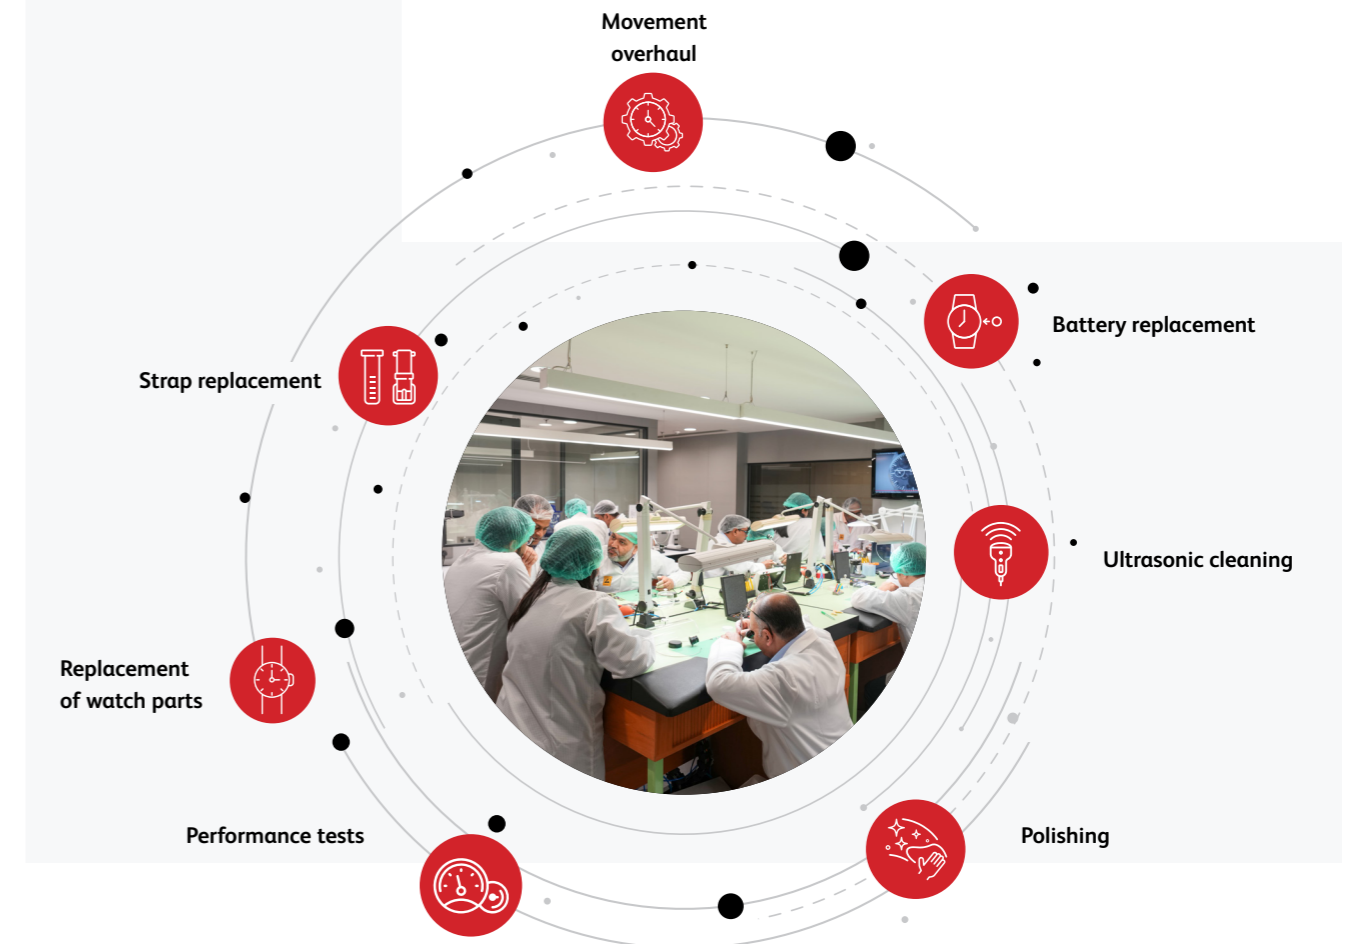 Movement
overhaul
Battery replacement
Strap replacement
Ultrasonic cleaning
Replacement
of watch parts
Performance tests
Polishing